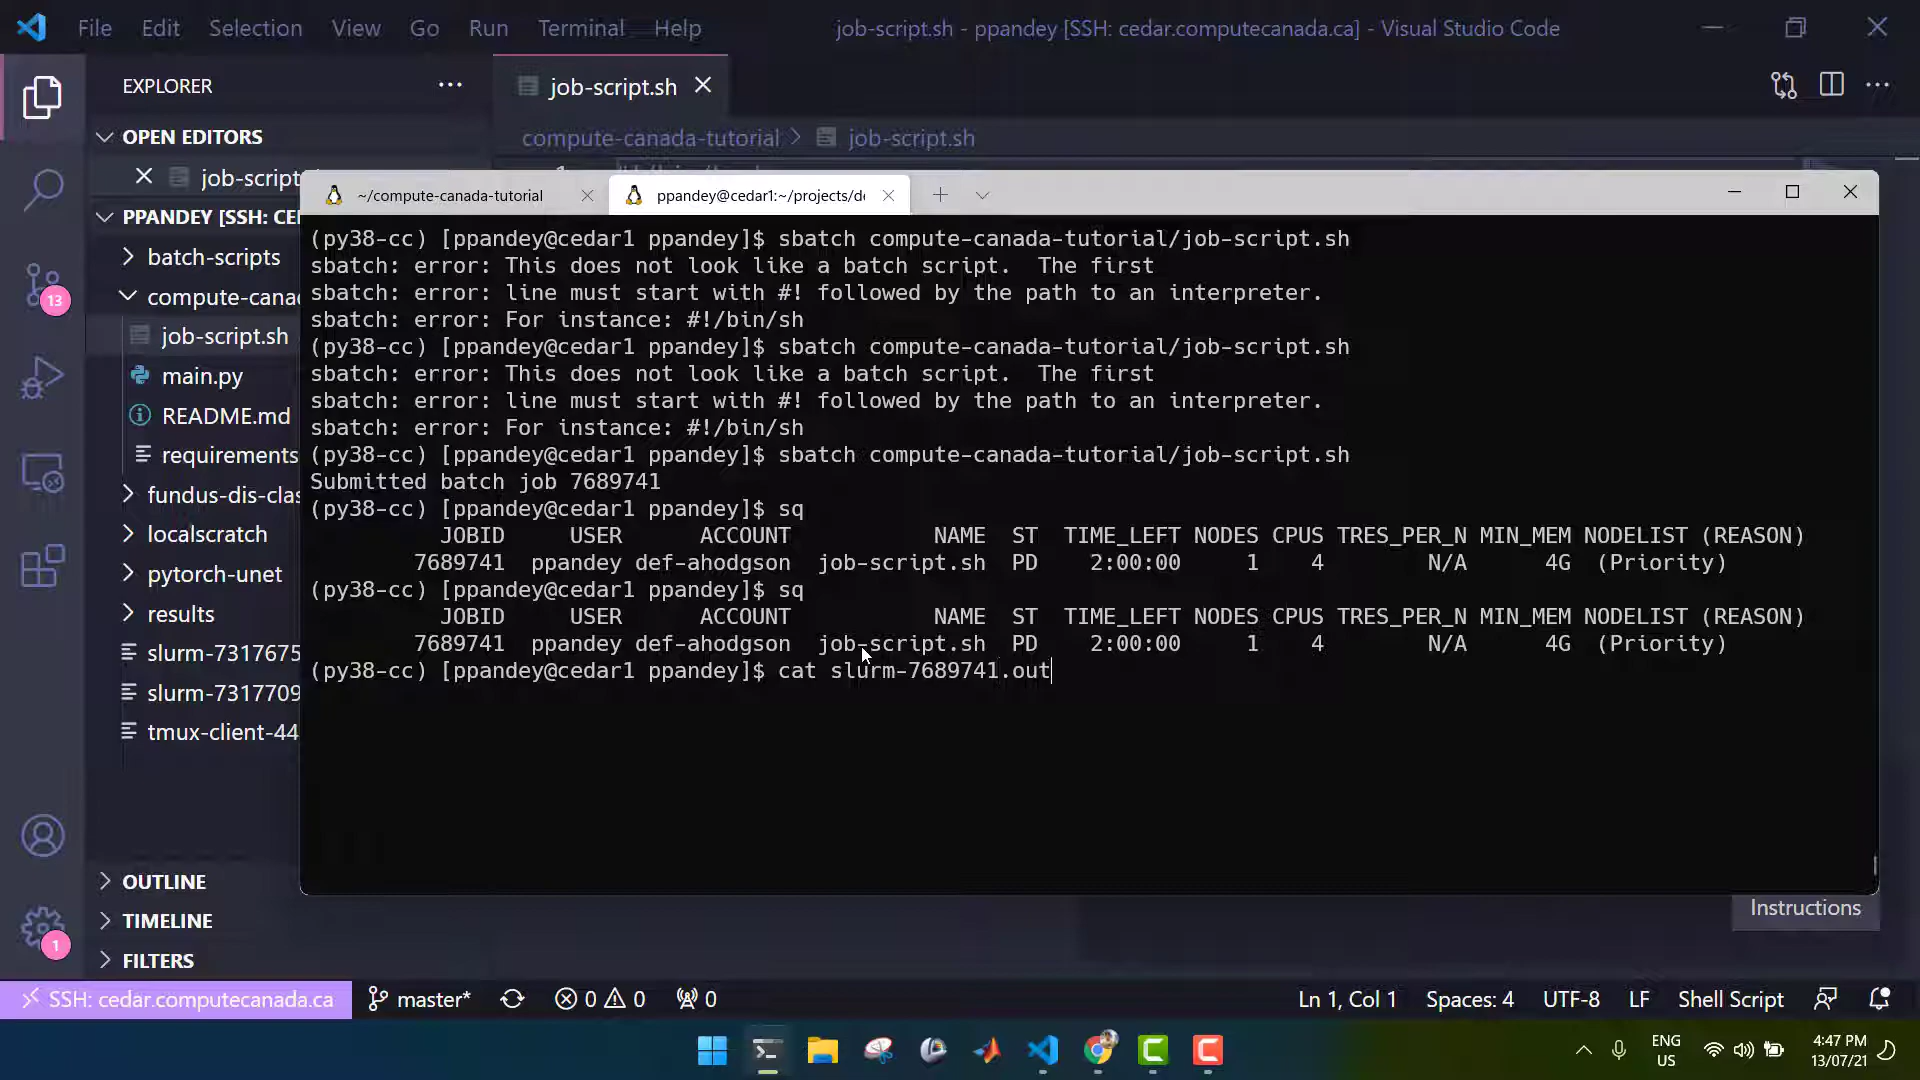 File Edit Selection View Go Run Terminal Help
job-script.sh - ppandey [SSH: cedar.computecanada.ca] - Visual Studio Code
EXPLORER
job-script.sh
OPEN EDITORS
compute-canada-tutorial > job-script.sh
job-script
1
PPANDEY [SSH: CE
batch-scripts
compute-cana
job-script.sh
main.py
README.md
requirements
fundus-dis-clas
localscratch
pytorch-unet
results
slurm-7317675
slurm-7317709
tmux-client-44
OUTLINE
TIMELINE
FILTERS
13
1
~/compute-canada-tutorial
ppandey@cedar1:~/projects/de
(py38-cc) [ppandey@cedar1 ppandey]$ sbatch compute-canada-tutorial/job-script.sh
sbatch: error: This does not look like a batch script.  The first
sbatch: error: line must start with #! followed by the path to an interpreter.
sbatch: error: For instance: #!/bin/sh
(py38-cc) [ppandey@cedar1 ppandey]$ sbatch compute-canada-tutorial/job-script.sh
sbatch: error: This does not look like a batch script.  The first
sbatch: error: line must start with #! followed by the path to an interpreter.
sbatch: error: For instance: #!/bin/sh
(py38-cc) [ppandey@cedar1 ppandey]$ sbatch compute-canada-tutorial/job-script.sh
Submitted batch job 7689741
(py38-cc) [ppandey@cedar1 ppandey]$ sq
JOBID USER ACCOUNT NAME ST TIME_LEFT NODES CPUS TRES_PER_N MIN_MEM NODELIST (REASON)
7689741 ppandey def-ahodgson job-script.sh PD 2:00:00 1 4 N/A 4G (Priority)
(py38-cc) [ppandey@cedar1 ppandey]$ sq
JOBID USER ACCOUNT NAME ST TIME_LEFT NODES CPUS TRES_PER_N MIN_MEM NODELIST (REASON)
7689741 ppandey def-ahodgson job-script.sh PD 2:00:00 1 4 N/A 4G (Priority)
(py38-cc) [ppandey@cedar1 ppandey]$ cat slurm-7689741.out
Instructions
SSH: cedar.computecanada.ca
master*
0 0
0
Ln 1, Col 1
Spaces: 4
UTF-8
LF
Shell Script
ENG
US
4:47 PM
13/07/21